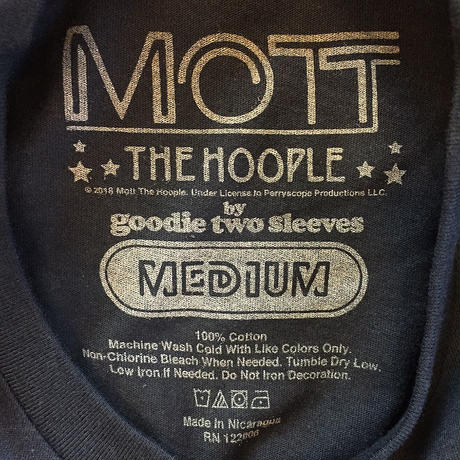 MOTT
THE HOOPLE
© 2018 Mott The Hoople. Under License to Perryscope Productions LLC.
by
goodie two sleeves
MEDIUM
100% Cotton
Machine Wash Cold With Like Colors Only.
Non-Chlorine Bleach When Needed. Tumble Dry Low.
Low Iron If Needed. Do Not Iron Decoration.
Made in Nicaragua
RN